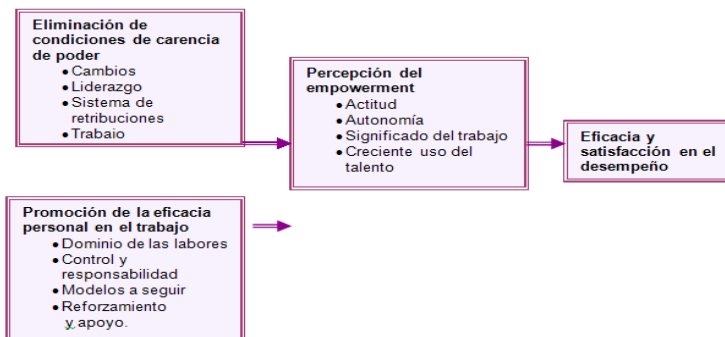 Eliminación de
condiciones de carencia
de poder
• Cambios
• Liderazgo
• Sistema de
retribuciones
• Trabaio
Percepción del
empowerment
• Actitud
• Autonomía
• Significado del trabajo
• Creciente uso del
talento
Eficacia y
satisfacción en el
desempeño
Promoción de la eficacia
personal en el trabajo
• Dominio de las labores
• Control y
responsabilidad
• Modelos a seguir
• Reforzamiento
y apoyo.